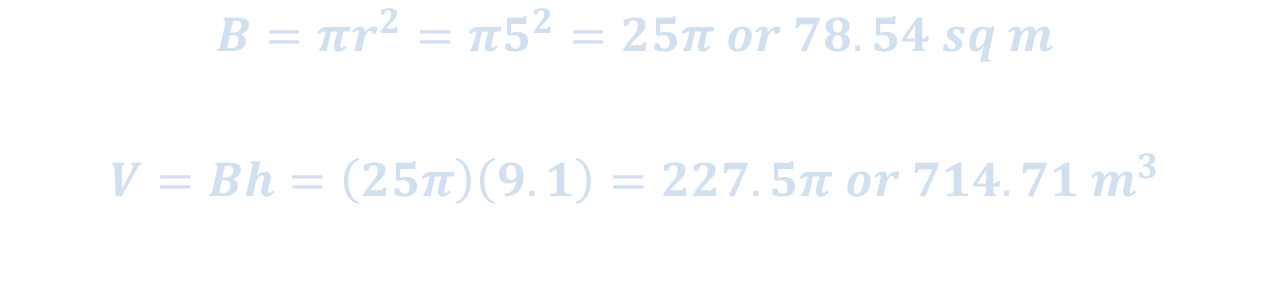 B = πr² = π5² = 25π or 78.54 sq m
V = Bh = (25π)(9.1) = 227.5π or 714.71 m³